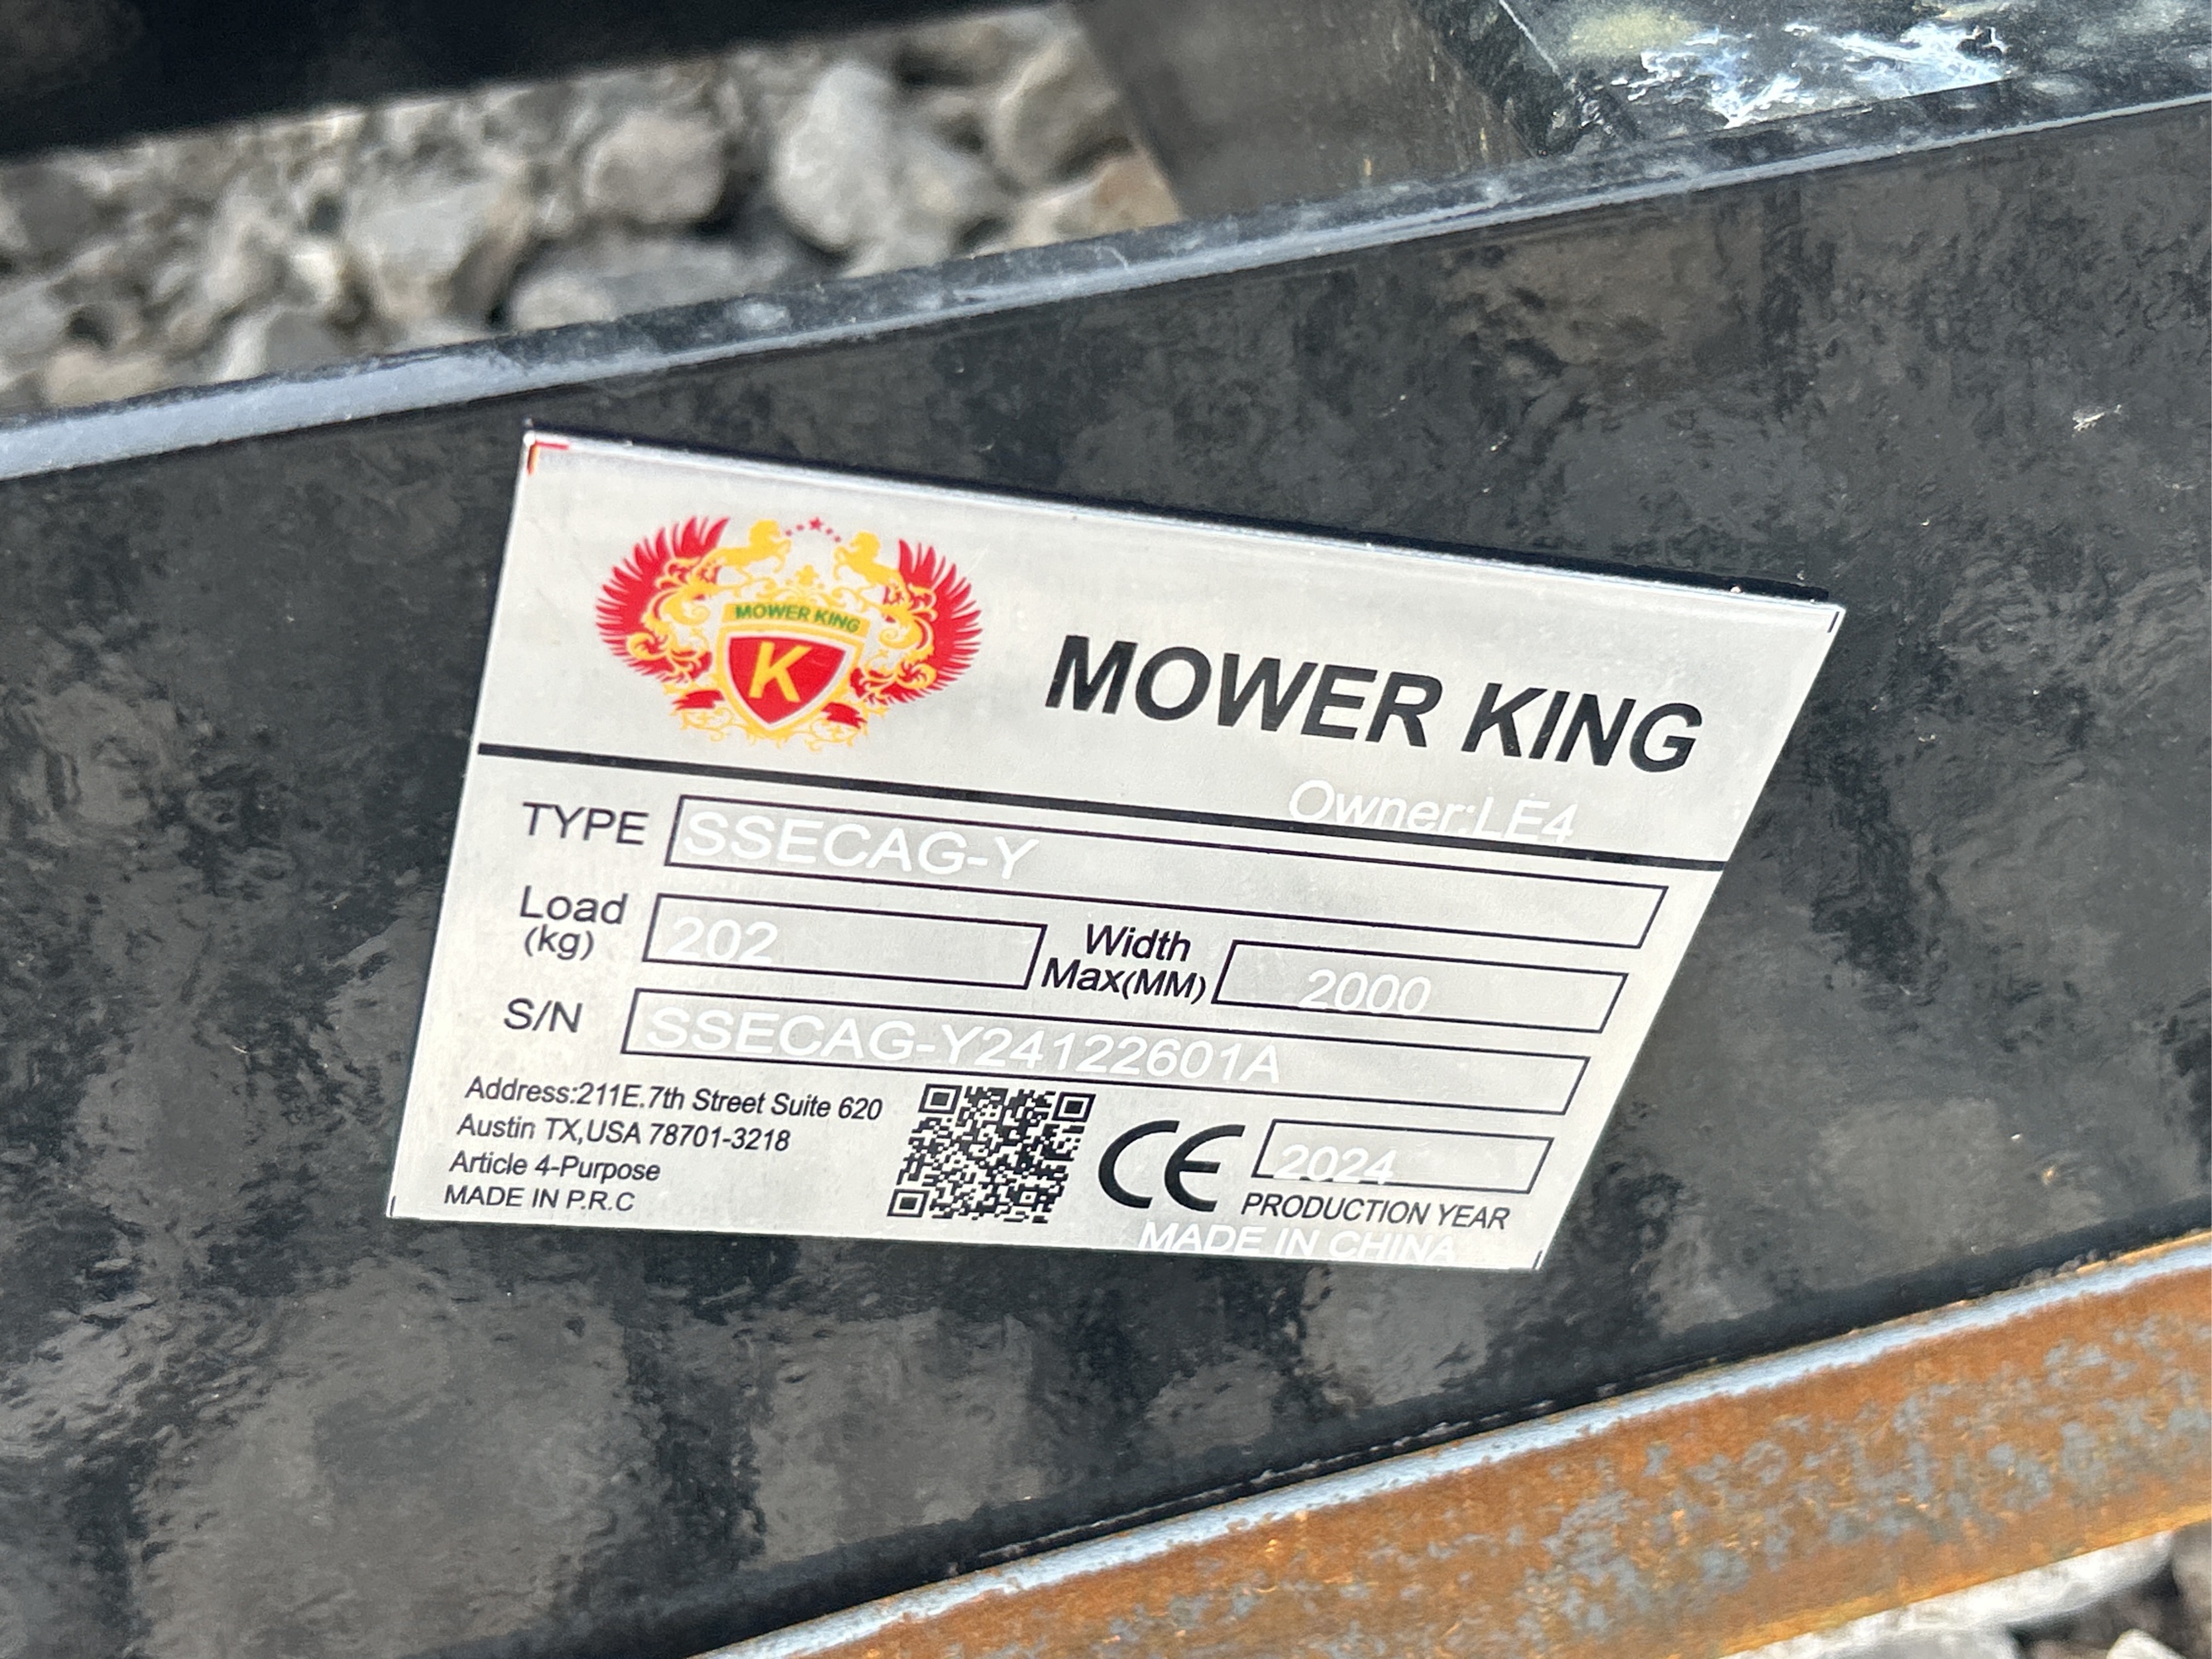 MOWER KING
K
MOWER KING
Owner:LE4
TYPE SSECAG-Y
Load (kg) 202 Width Max(MM) 2000
S/N SSECAG-Y24122601A
Address:211E.7th Street Suite 620
Austin TX,USA 78701-3218
Article 4-Purpose
MADE IN P.R.C
CE
2024
PRODUCTION YEAR
MADE IN CHINA